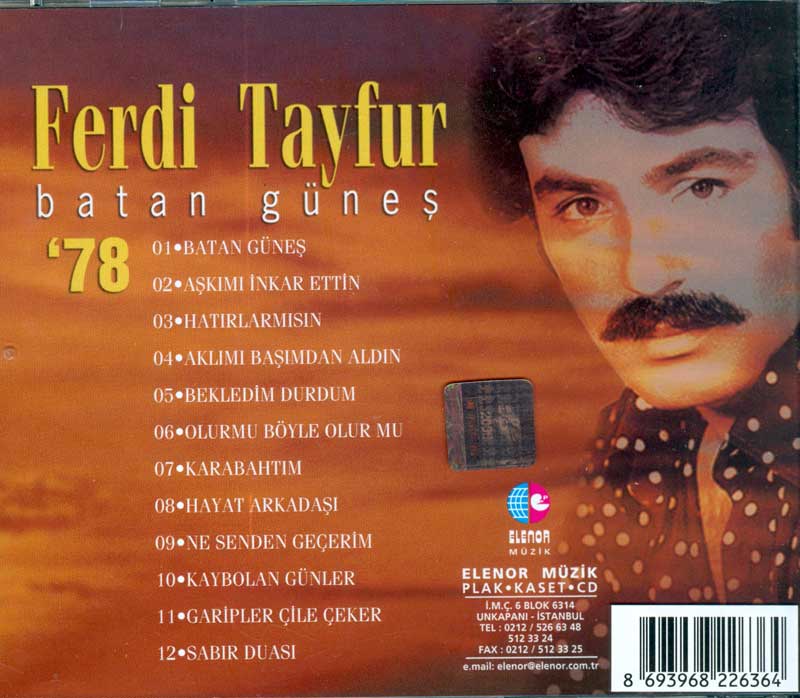 Ferdi Tayfur
batan güneş
'78
01•BATAN GÜNEŞ
02•AŞKIMI İNKAR ETTİN
03•HATIRLARMISIN
04•AKLIMI BAŞIMDAN ALDIN
05•BEKLEDİM DURDUM
06•OLURMU BÖYLE OLUR MU
07•KARABAHTIM
08•HAYAT ARKADAŞI
09•NE SENDEN GEÇERİM
10•KAYBOLAN GÜNLER
11•GARİPLER ÇİLE ÇEKER
12•SABIR DUASI
ELENOR
MÜZİK
ELENOR MÜZİK
PLAK•KASET•CD
İ.M.Ç. 6 BLOK 6314
UNKAPANI - İSTANBUL
TEL : 0212 / 526 63 48
512 33 24
FAX : 0212 / 512 33 25
e.mail: elenor@elenor.com.tr
8 693968 226364